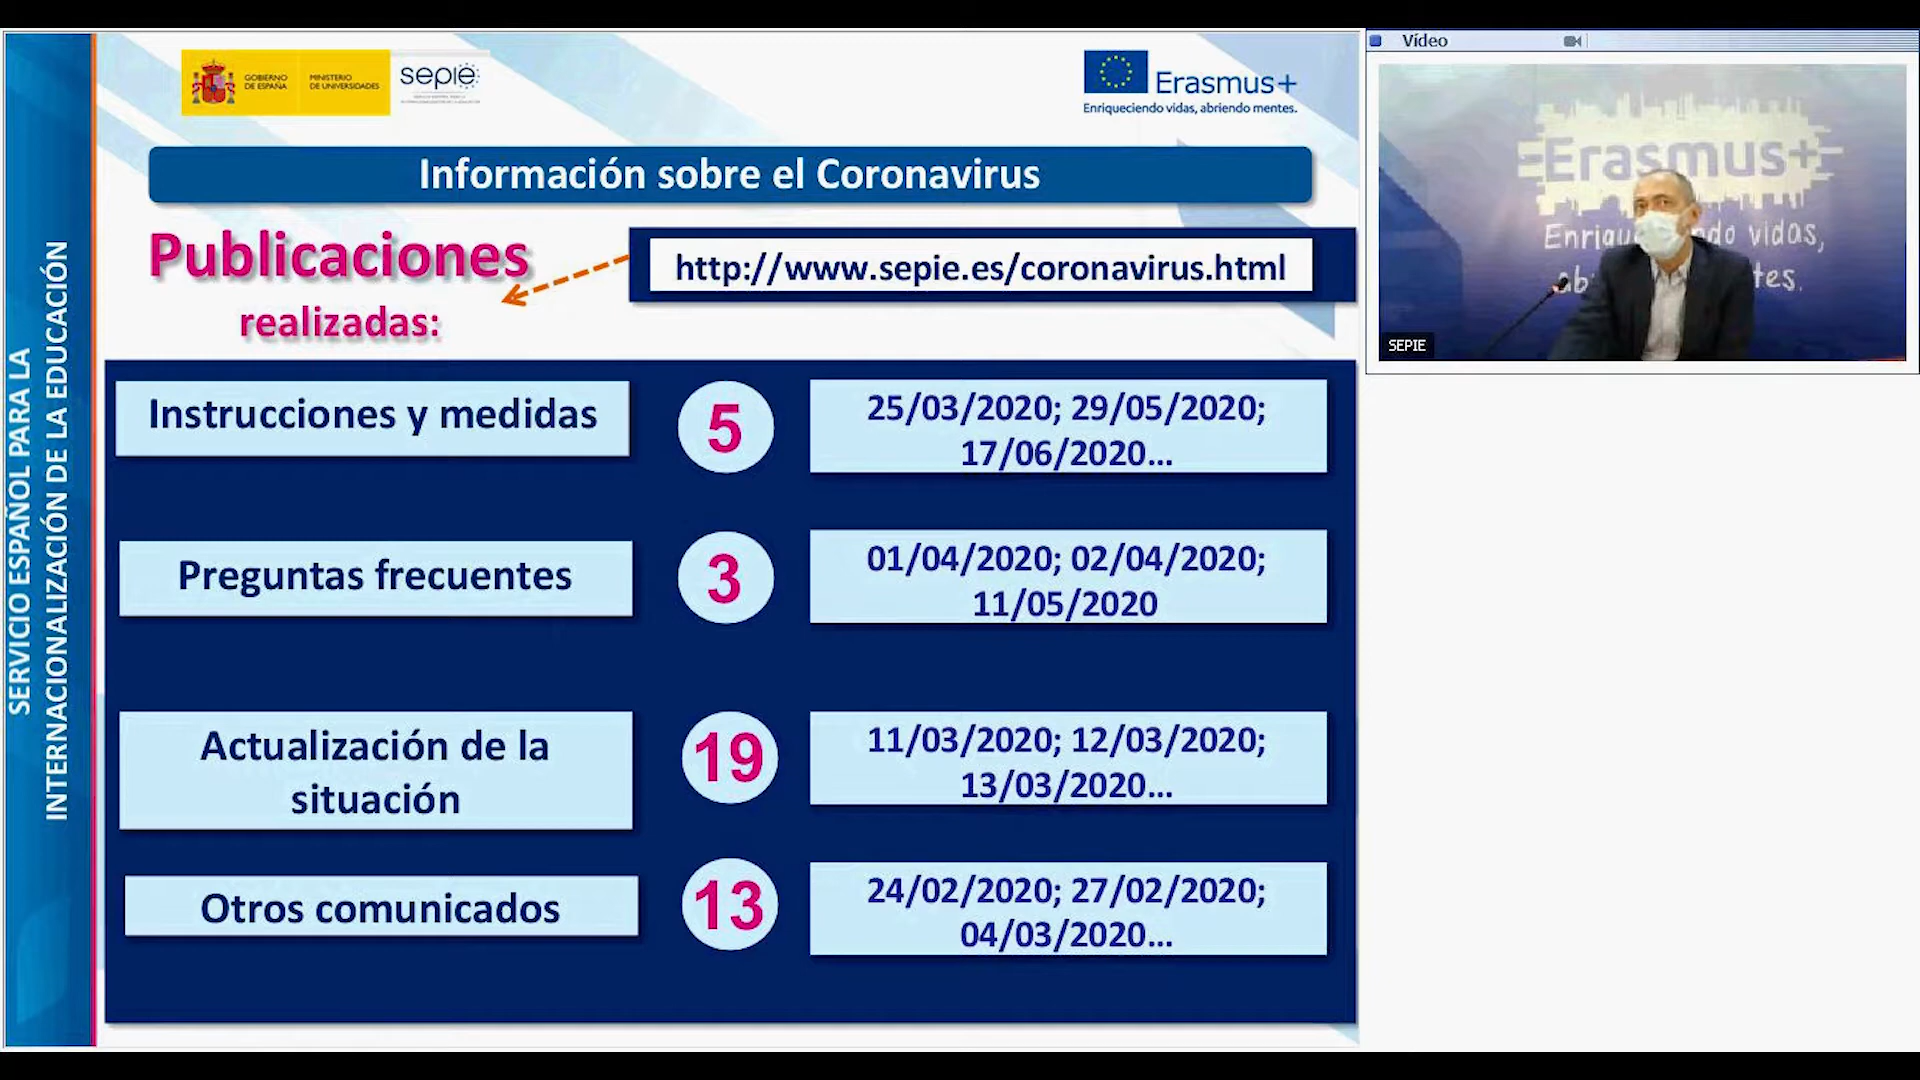 SERVICIO ESPAÑOL PARA LA
INTERNACIONALIZACIÓN DE LA EDUCACIÓN
GOBIERNO
DE ESPAÑA
MINISTERIO
DE UNIVERSIDADES
sepie
Erasmus+
Enriqueciendo vidas, abriendo mentes.
Información sobre el Coronavirus
Publicaciones
realizadas:
http://www.sepie.es/coronavirus.html
Instrucciones y medidas
5
25/03/2020; 29/05/2020;
17/06/2020...
Preguntas frecuentes
3
01/04/2020; 02/04/2020;
11/05/2020
Actualización de la
situación
19
11/03/2020; 12/03/2020;
13/03/2020...
Otros comunicados
13
24/02/2020; 27/02/2020;
04/03/2020...
Vídeo
Erasmus+
vidas,
SEPIE